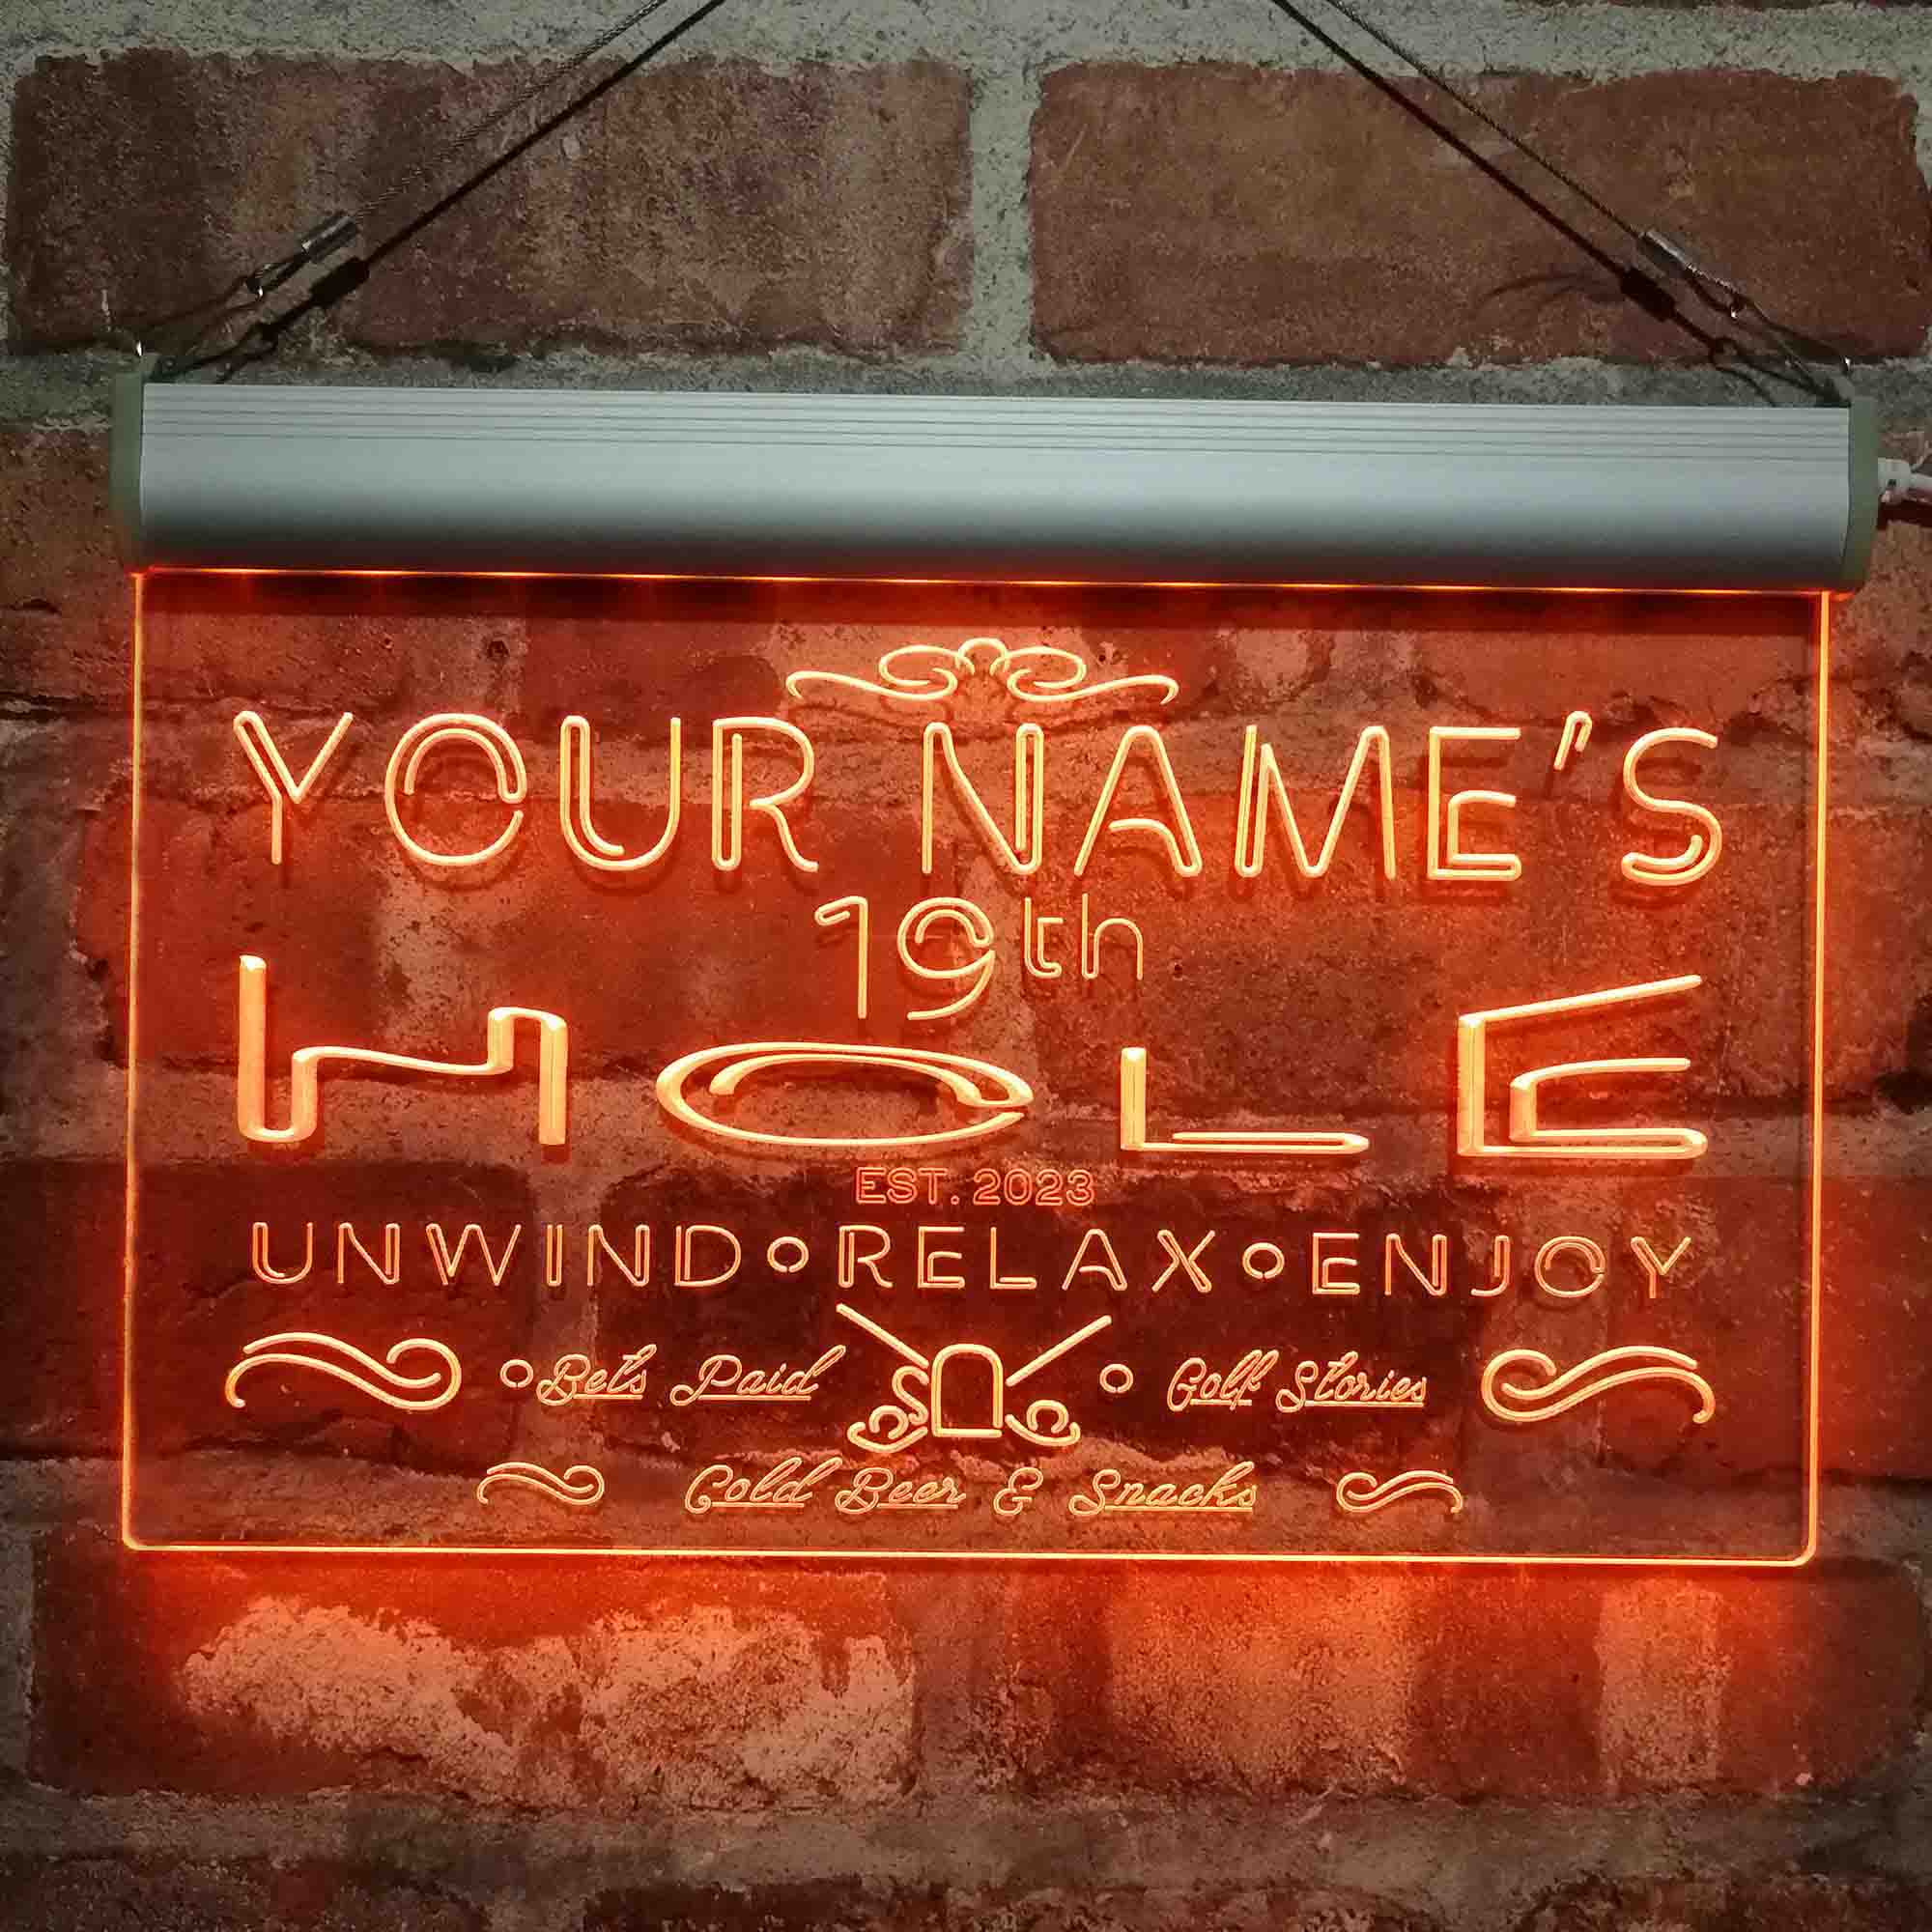 YOUR NAME'S
19th
HOLE
EST. 2023
UNWIND∘RELAX∘ENJOY
∘Bets Paid ∘ Golf Stories
Cold Beer & Snacks